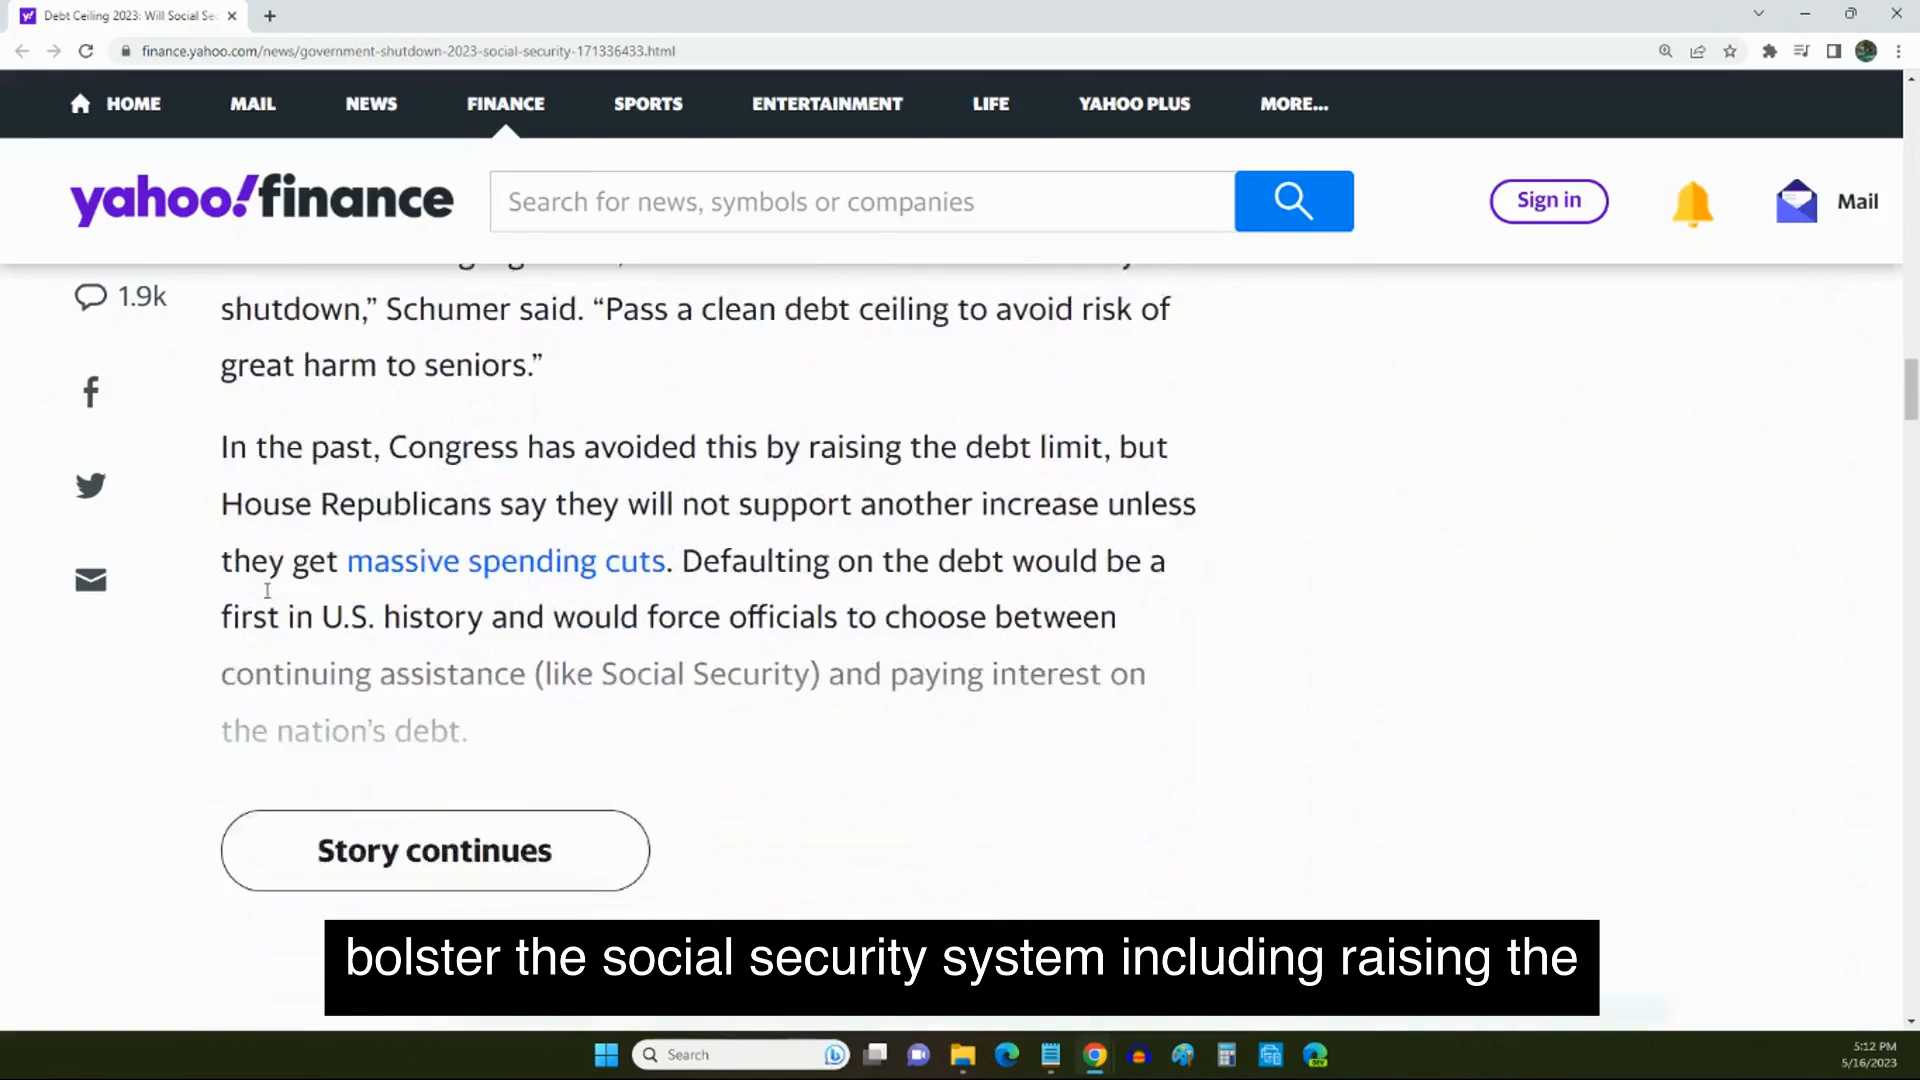 Debt Ceiling 2023: Will Social Se
finance.yahoo.com/news/government-shutdown-2023-social-security-171336433.html
HOME MAIL NEWS FINANCE SPORTS ENTERTAINMENT LIFE YAHOO PLUS MORE...
yahoo!finance Search for news, symbols or companies Sign in Mail
1.9k
shutdown,” Schumer said. “Pass a clean debt ceiling to avoid risk of
great harm to seniors.”
In the past, Congress has avoided this by raising the debt limit, but
House Republicans say they will not support another increase unless
they get massive spending cuts. Defaulting on the debt would be a
first in U.S. history and would force officials to choose between
continuing assistance (like Social Security) and paying interest on
the nation’s debt.
Story continues
bolster the social security system including raising the
Search
5:12 PM
5/16/2023